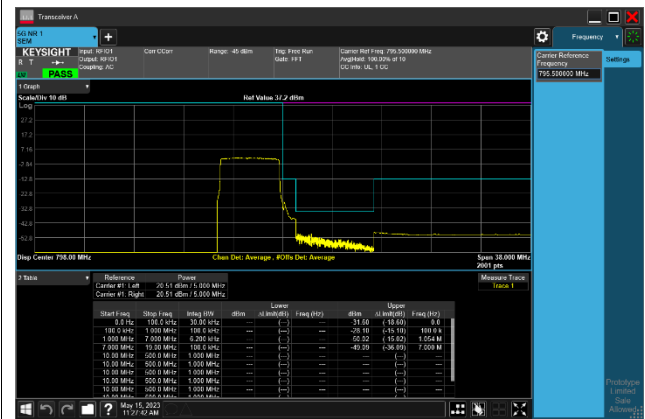 Transceiver A
5G NR 1
SEM
Frequency
KEYSIGHT
R T
PASS
Input: RFIO1
Output: RFIO1
Coupling: AC
Corr CCorr
Range: -45 dBm
Trig: Free Run
Gate: FFT
Carrier Ref Freq: 795.500000 MHz
Avg|Hold: 100.00% of 10
CC Info: UL, 1 CC
Carrier Reference
Frequency
795.500000 MHz
Settings
1 Graph
Scale/Div 10 dB
Ref Value 37.2 dBm
Log
27.2
17.2
7.16
-2.84
-12.8
-22.8
-32.8
-42.8
-52.8
Disp Center 798.00 MHz
Chan Det: Average , #Offs Det: Average
Span 38.000 MHz
2001 pts
2 Table
Reference Power
Carrier #1: Left 20.51 dBm / 5.000 MHz
Carrier #1: Right 20.51 dBm / 5.000 MHz
Measure Trace
Trace 1
Lower Upper
Start Freq Stop Freq Integ BW dBm ΔLimit(dB) Freq (Hz) dBm ΔLimit(dB) Freq (Hz)
0.0 Hz 100.0 kHz 30.00 kHz --- (---) --- (-18.60) 0.0
100.0 kHz 1.000 MHz 100.0 kHz --- (---) --- -28.10 (-15.10) 100.0 k
1.000 MHz 7.000 MHz 6.200 kHz --- (---) --- (-15.02) 1.054 M
7.000 MHz 19.00 MHz 100.0 kHz --- (---) --- -49.09 (-36.09) 7.000 M
10.00 MHz 500.0 MHz 1.000 MHz --- (---) --- --- (---) ---
10.00 MHz 500.0 MHz 1.000 MHz --- (---) --- --- (---) ---
10.00 MHz 500.0 MHz 1.000 MHz --- (---) --- --- (---) ---
10.00 MHz 500.0 MHz 1.000 MHz --- (---) --- --- (---) ---
10.00 MHz 500.0 MHz 1.000 MHz --- (---) --- --- (---) ---
Prototype
Limited
Sale
Allowed
May 15, 2023
11:27:42 AM